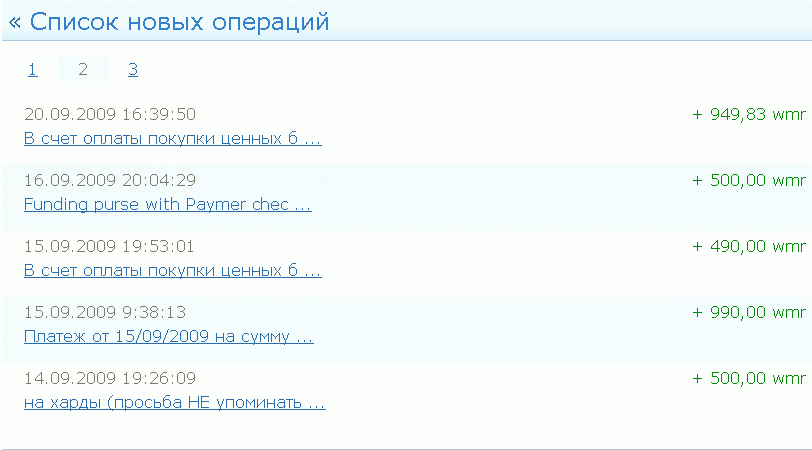 « Список новых операций
1 2 3
20.09.2009 16:39:50 + 949,83 wmr
В счет оплаты покупки ценных б ...
16.09.2009 20:04:29 + 500,00 wmr
Funding purse with Paymer chec ...
15.09.2009 19:53:01 + 490,00 wmr
В счет оплаты покупки ценных б ...
15.09.2009 9:38:13 + 990,00 wmr
Платеж от 15/09/2009 на сумму ...
14.09.2009 19:26:09 + 500,00 wmr
на харды (просьба НЕ упоминать ...